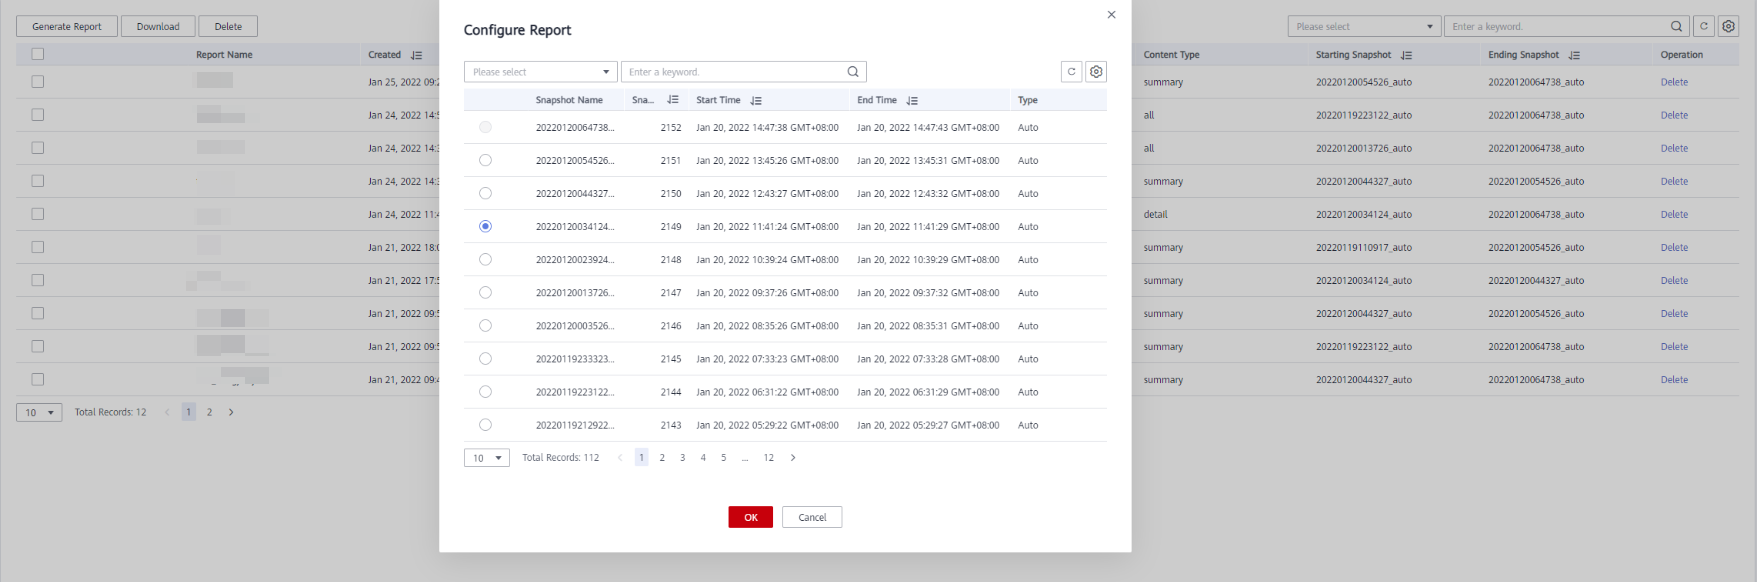 Generate Report Download Delete Please select Enter a keyword.
Report Name Created Content Type Starting Snapshot Ending Snapshot Operation
Jan 25, 2022 09:2 summary 20220120054526_auto 20220120064738_auto Delete
Jan 24, 2022 14:5 all 20220119223122_auto 20220120064738_auto Delete
Jan 24, 2022 14:3 all 20220120013726_auto 20220120064738_auto Delete
Jan 24, 2022 14:3 summary 20220120044327_auto 20220120054526_auto Delete
Jan 24, 2022 11:4 detail 20220120034124_auto 20220120064738_auto Delete
Jan 21, 2022 18:0 summary 20220119110917_auto 20220120054526_auto Delete
Jan 21, 2022 17:5 summary 20220120034124_auto 20220120044327_auto Delete
Jan 21, 2022 09:5 summary 20220120044327_auto 20220120054526_auto Delete
Jan 21, 2022 09:5 summary 20220119223122_auto 20220120064738_auto Delete
Jan 21, 2022 09:4 summary 20220120044327_auto 20220120064738_auto Delete
10 Total Records: 12 1 2
Configure Report
Please select Enter a keyword.
Snapshot Name Sna... Start Time End Time Type
20220120064738... 2152 Jan 20, 2022 14:47:38 GMT+08:00 Jan 20, 2022 14:47:43 GMT+08:00 Auto
20220120054526... 2151 Jan 20, 2022 13:45:26 GMT+08:00 Jan 20, 2022 13:45:31 GMT+08:00 Auto
20220120044327... 2150 Jan 20, 2022 12:43:27 GMT+08:00 Jan 20, 2022 12:43:32 GMT+08:00 Auto
20220120034124... 2149 Jan 20, 2022 11:41:24 GMT+08:00 Jan 20, 2022 11:41:29 GMT+08:00 Auto
20220120023924... 2148 Jan 20, 2022 10:39:24 GMT+08:00 Jan 20, 2022 10:39:29 GMT+08:00 Auto
20220120013726... 2147 Jan 20, 2022 09:37:26 GMT+08:00 Jan 20, 2022 09:37:32 GMT+08:00 Auto
20220120003526... 2146 Jan 20, 2022 08:35:26 GMT+08:00 Jan 20, 2022 08:35:31 GMT+08:00 Auto
20220119233323... 2145 Jan 20, 2022 07:33:23 GMT+08:00 Jan 20, 2022 07:33:28 GMT+08:00 Auto
20220119223122... 2144 Jan 20, 2022 06:31:22 GMT+08:00 Jan 20, 2022 06:31:29 GMT+08:00 Auto
20220119212922... 2143 Jan 20, 2022 05:29:22 GMT+08:00 Jan 20, 2022 05:29:27 GMT+08:00 Auto
10 Total Records: 112 1 2 3 4 5 ... 12
OK Cancel